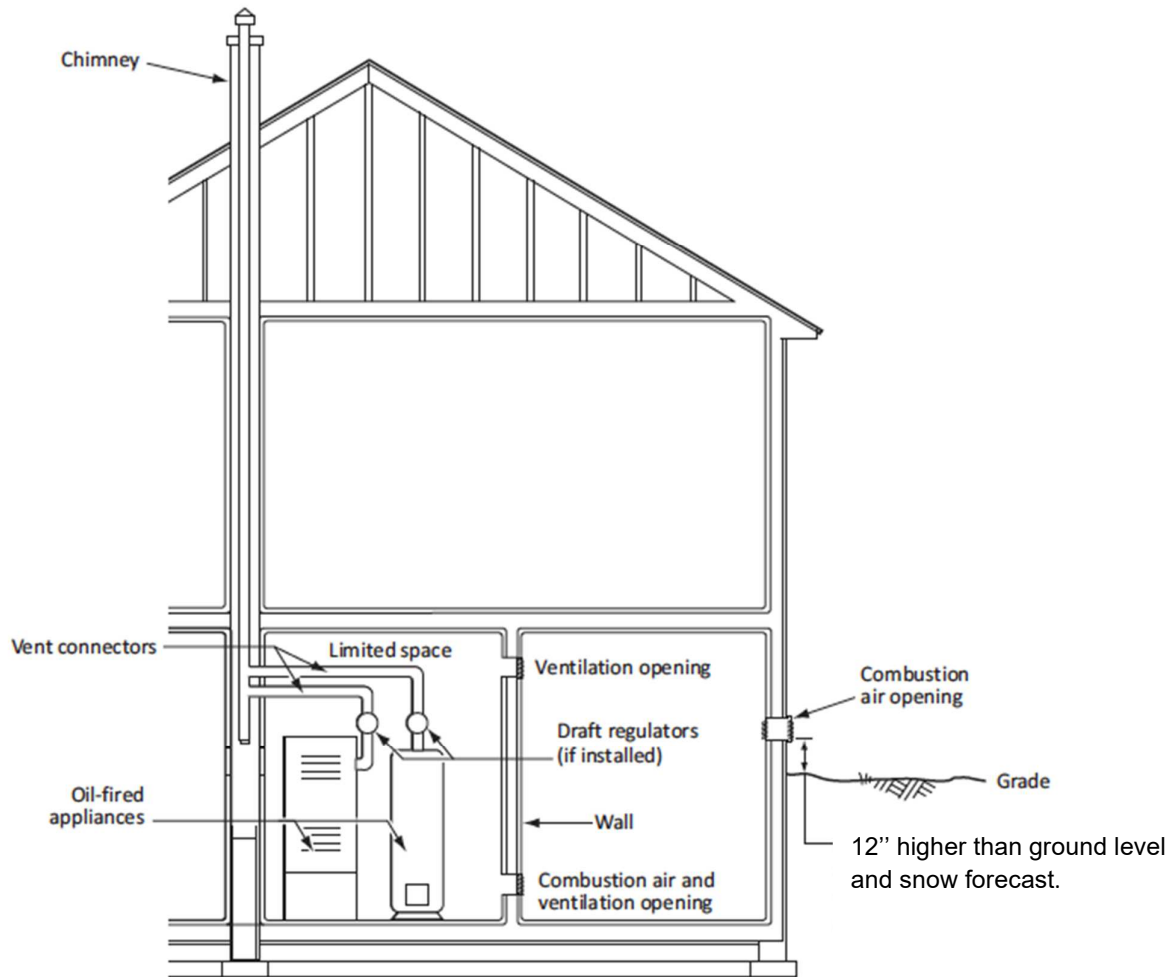 Chimney
Vent connectors
Limited space
Ventilation opening
Combustion
air opening
Draft regulators
(if installed)
Grade
Oil-fired
appliances
Wall
12’’ higher than ground level
and snow forecast.
Combustion air and
ventilation opening